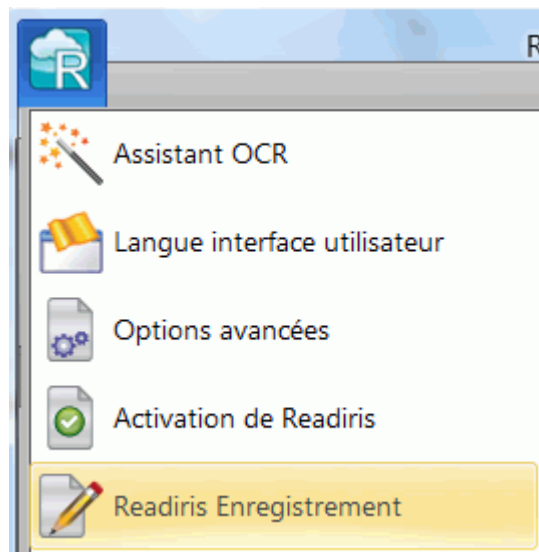 R
R
Assistant OCR
Langue interface utilisateur
Options avancées
Activation de Readiris
Readiris Enregistrement